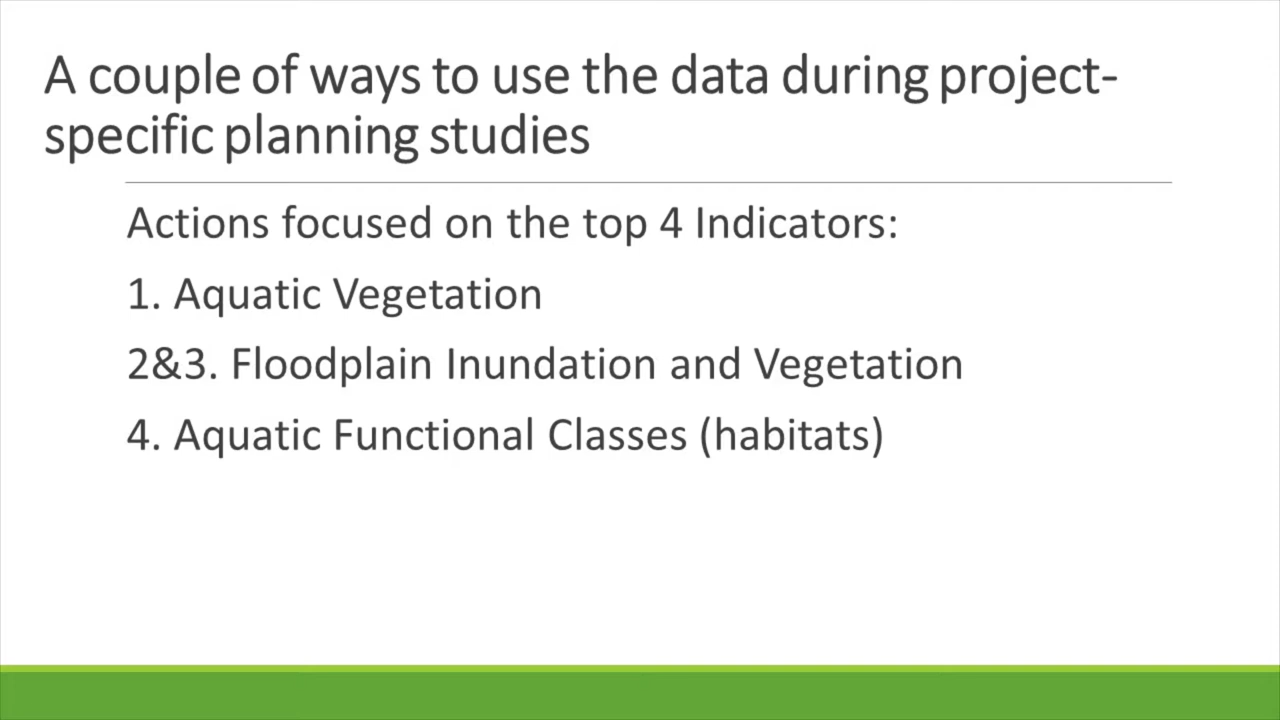 A couple of ways to use the data during project-
specific planning studies
Actions focused on the top 4 Indicators:
1. Aquatic Vegetation
2&3. Floodplain Inundation and Vegetation
4. Aquatic Functional Classes (habitats)